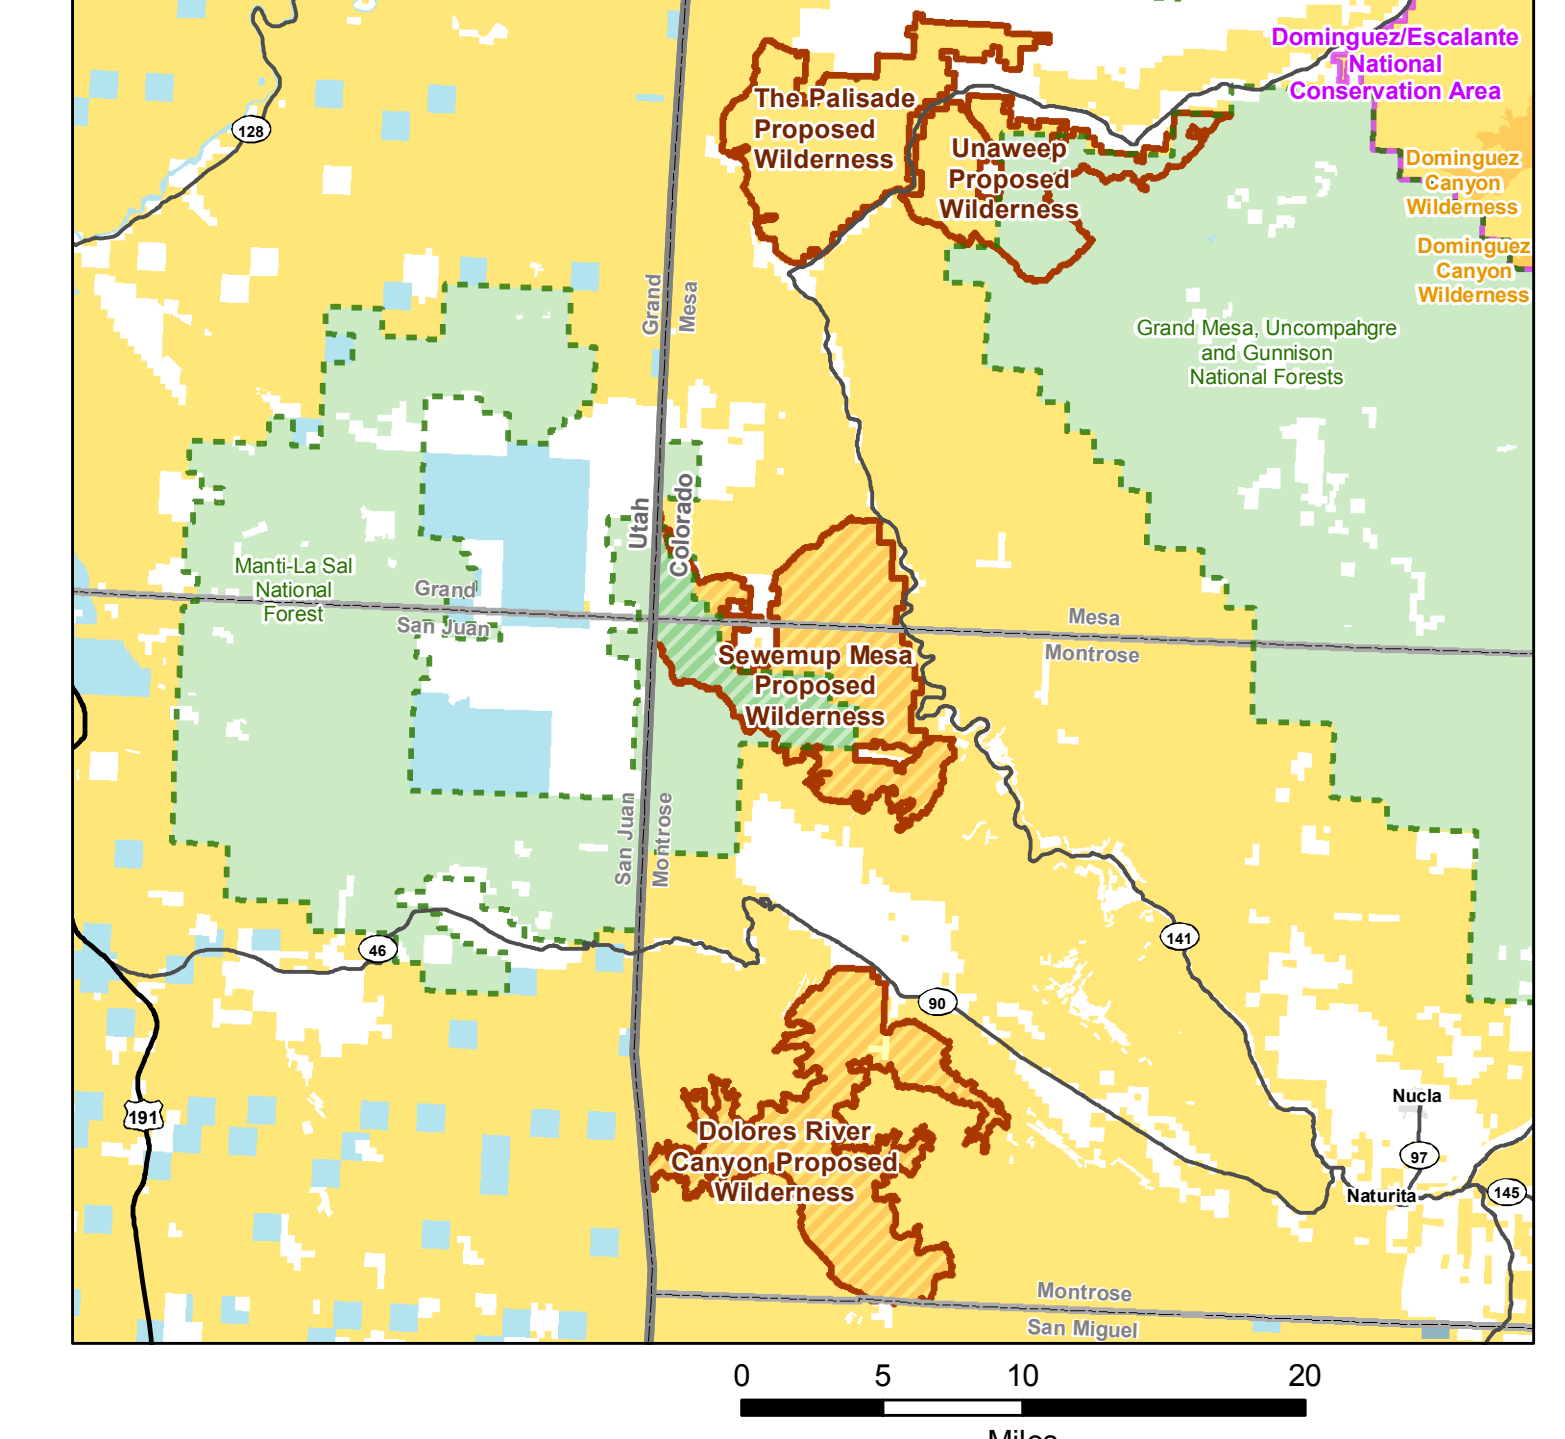 Dominguez/Escalante
National
Conservation Area
The Palisade
Proposed
Wilderness
128
Unaweep
Proposed
Wilderness
Dominguez
Canyon
Wilderness
Dominguez
Canyon
Wilderness
Grand
Mesa
Grand Mesa, Uncompahgre
and Gunnison
National Forests
Utah
Colorado
Manti-La Sal
National
Forest
Grand
San Juan
Mesa
Montrose
Sewemup Mesa
Proposed
Wilderness
San Juan
Montrose
46
141
90
191
Nucla
97
Naturita
145
Dolores River
Canyon Proposed
Wilderness
Montrose
San Miguel
0 5 10 20
Miles